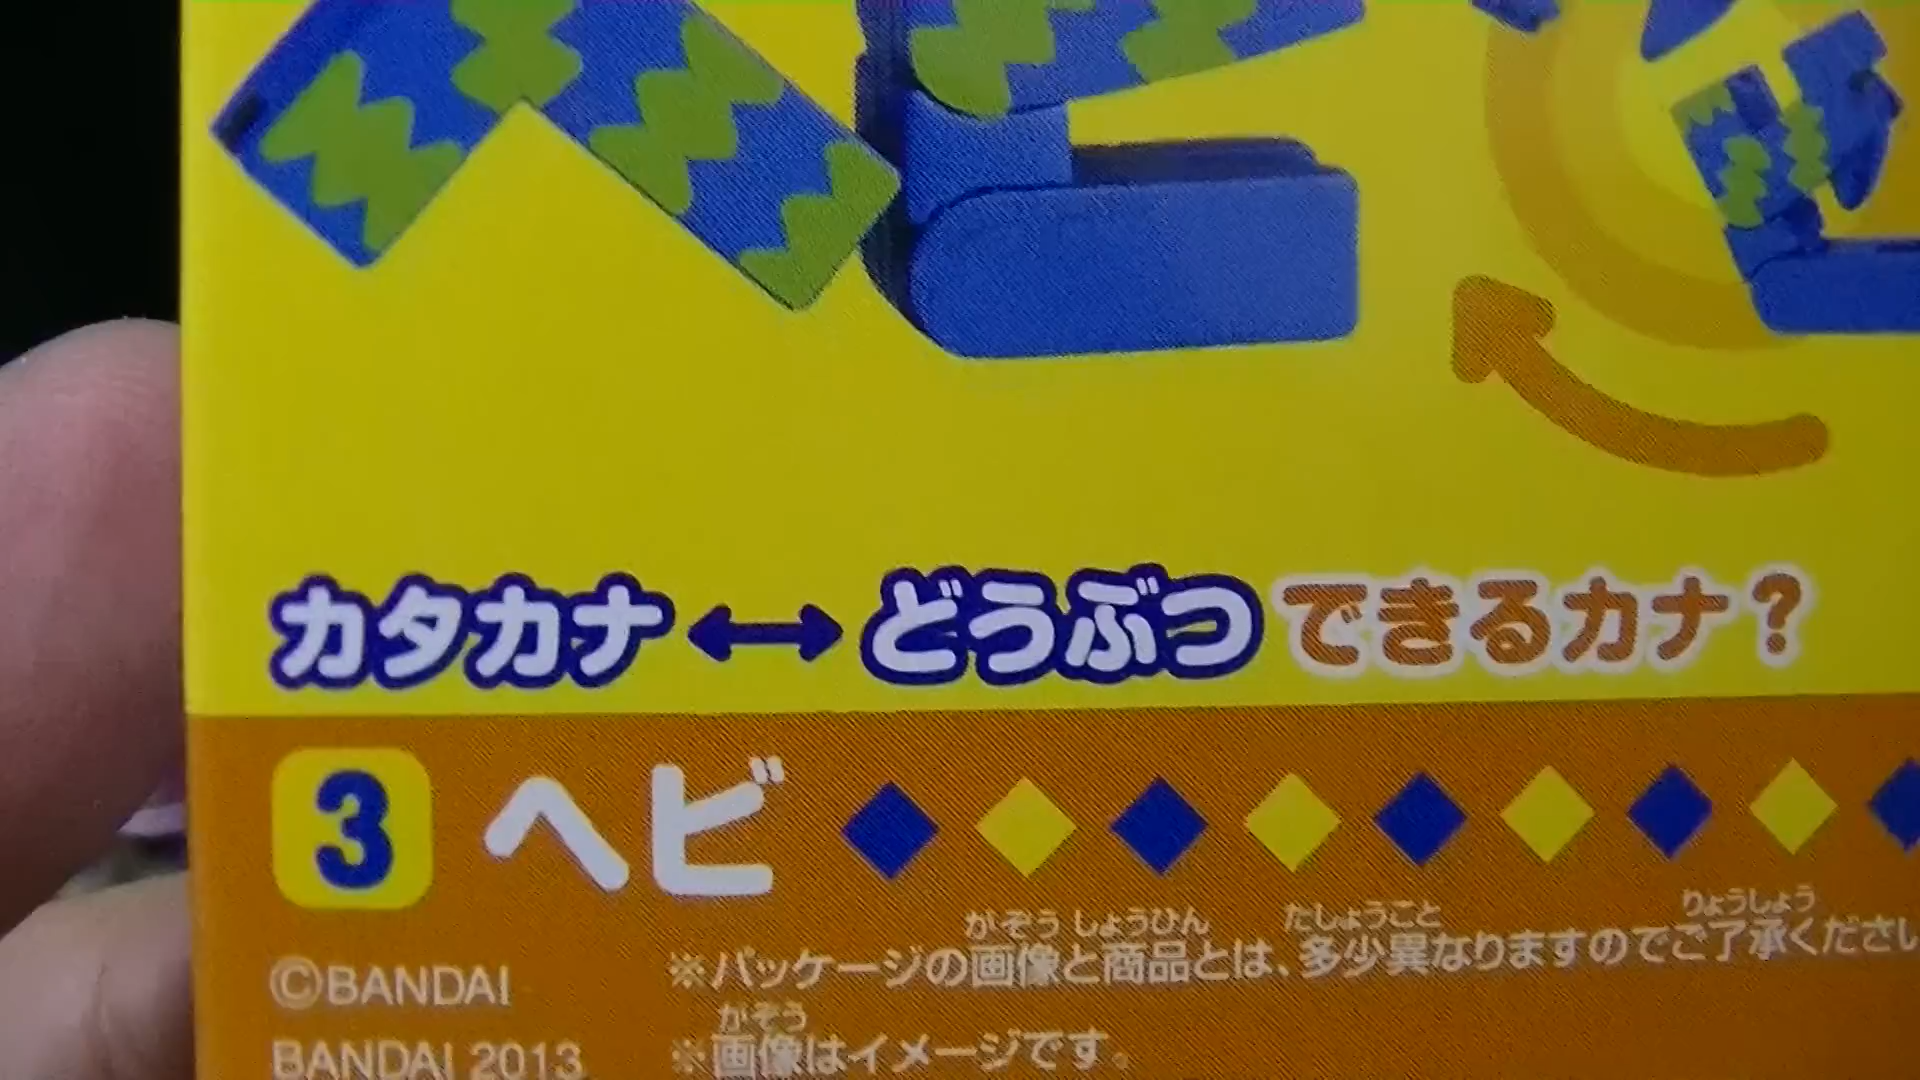 カタカナ↔どうぶつできるカナ?
3 ヘビ
がぞう しょうひん たしょうこと りょうしょう
※パッケージの画像と商品とは、多少異なりますのでご了承ください
©BANDAI
がぞう
※画像はイメージです。
BANDAI 2013